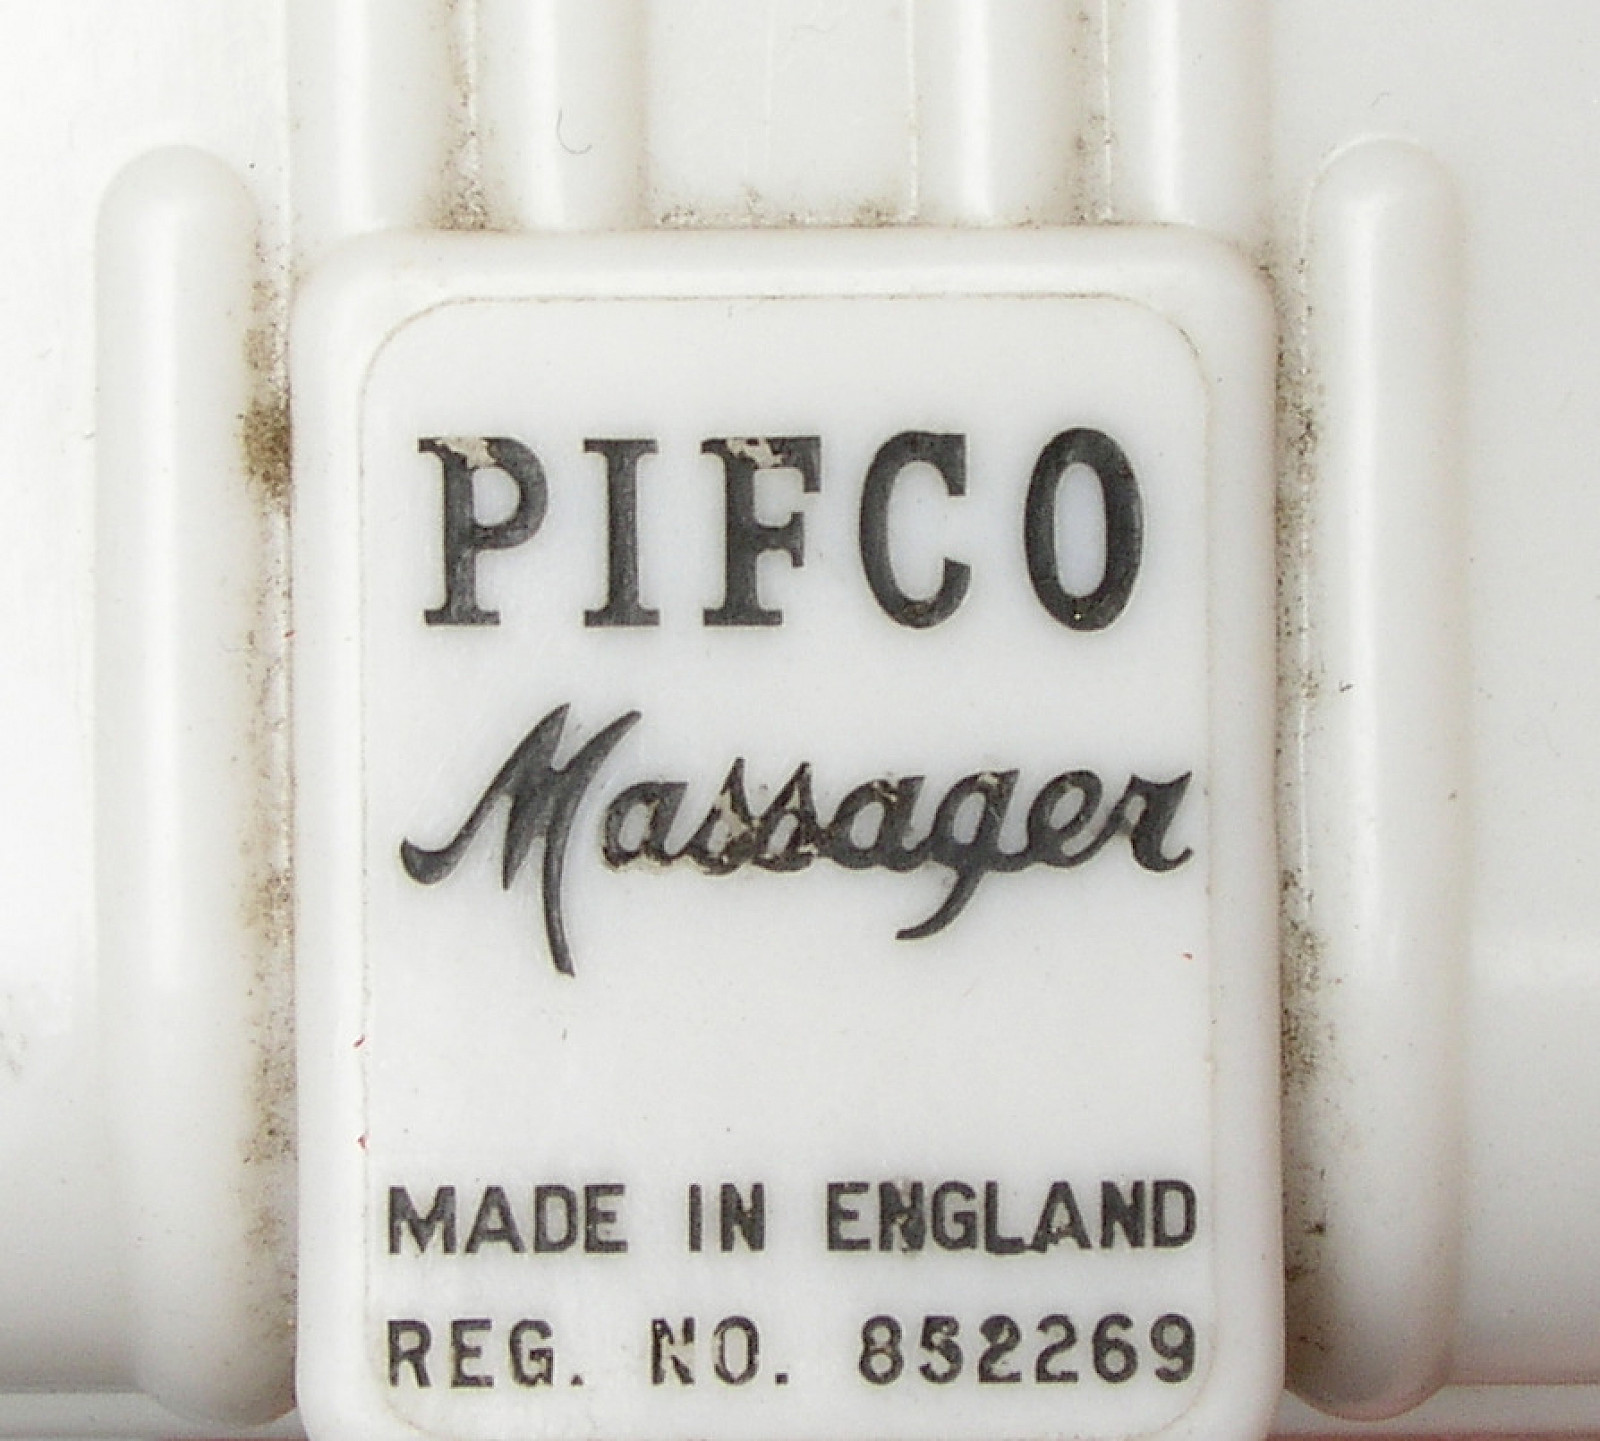 PIFCO
Massager
MADE IN ENGLAND
REG. NO. 852269